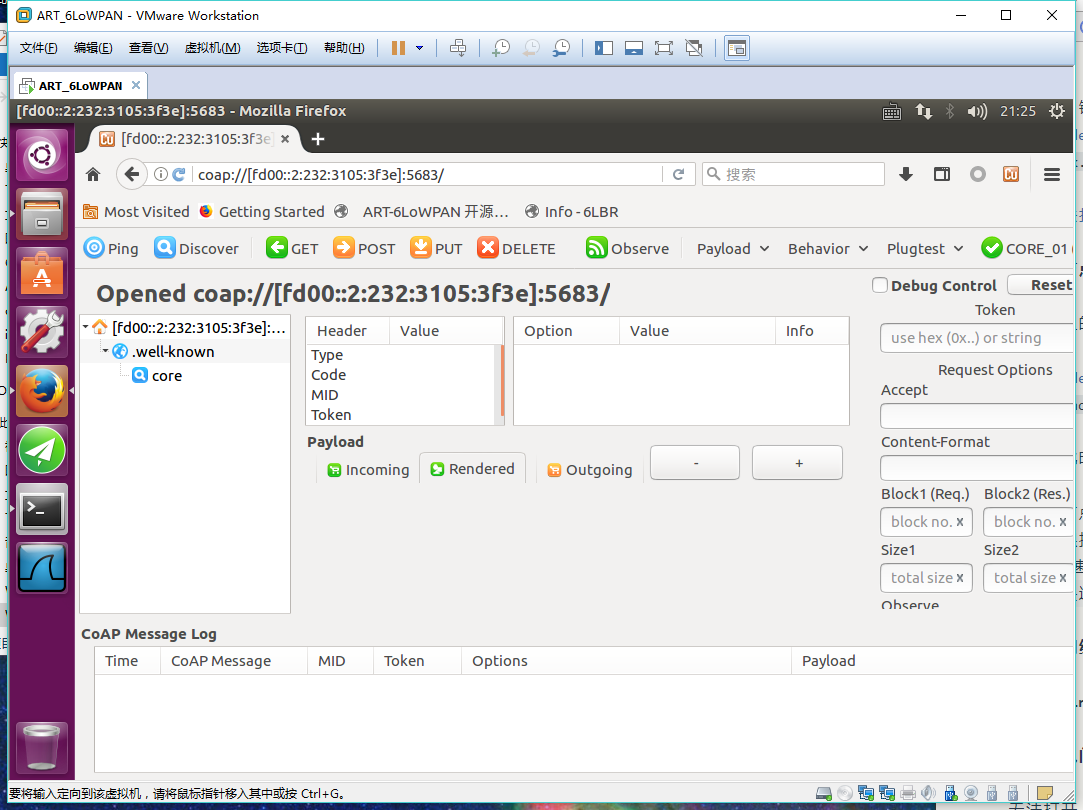 ART_6LoWPAN - VMware Workstation
文件(F) 编辑(E) 查看(V) 虚拟机(M) 选项卡(T) 帮助(H)
ART_6LoWPAN
[fd00::2:232:3105:3f3e]:5683 - Mozilla Firefox 21:25
[fd00::2:232:3105:3f3e]
coap://[fd00::2:232:3105:3f3e]:5683/ 搜索
Most Visited Getting Started ART-6LoWPAN 开源... Info - 6LBR
Ping Discover GET POST PUT DELETE Observe Payload Behavior Plugtest CORE_01
Opened coap://[fd00::2:232:3105:3f3e]:5683/
Debug Control Reset
Token
use hex (0x..) or string
Request Options
Accept
Content-Format
Block1 (Req.) Block2 (Res.)
block no. x block no. x
Size1 Size2
total size x total size x
Observe
[fd00::2:232:3105:3f3e]:...
.well-known
core
Header Value
Type
Code
MID
Token
Option Value Info
Payload
Incoming Rendered Outgoing - +
CoAP Message Log
Time CoAP Message MID Token Options Payload
要将输入定向到该虚拟机，请将鼠标指针移入其中或按 Ctrl+G。